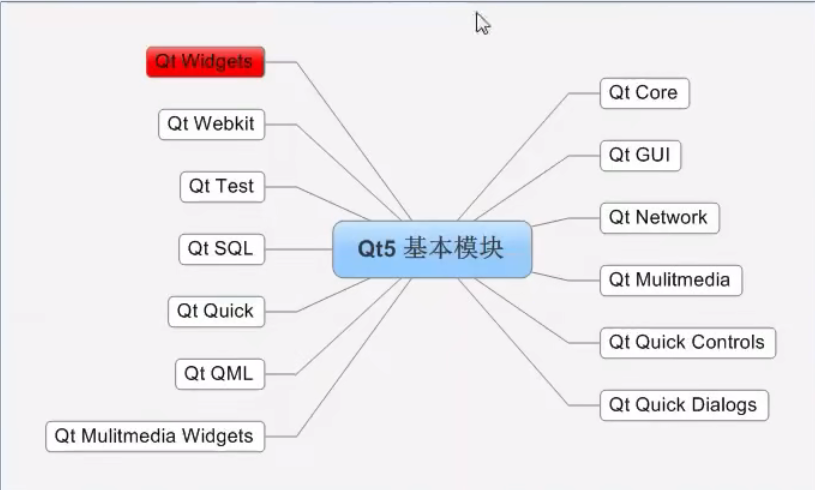 Qt Widgets
Qt Webkit
Qt Test
Qt SQL
Qt Quick
Qt QML
Qt Mulitmedia Widgets
Qt5 基本模块
Qt Core
Qt GUI
Qt Network
Qt Mulitmedia
Qt Quick Controls
Qt Quick Dialogs